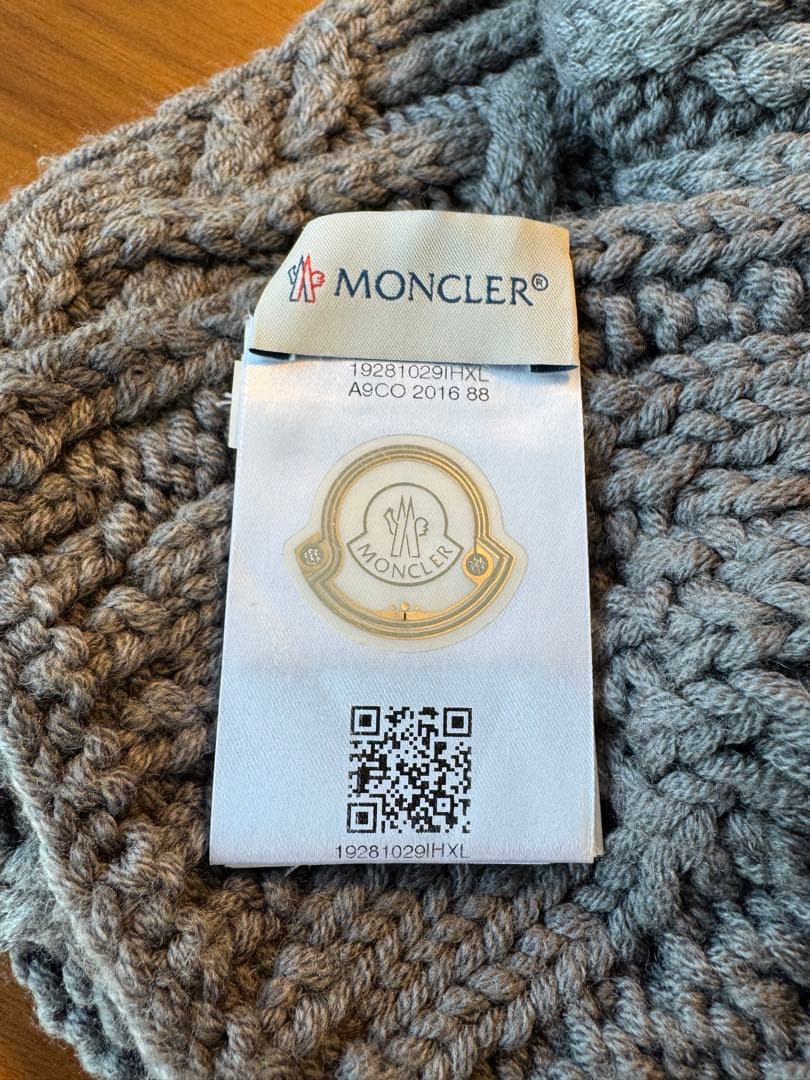 MONCLER®
19281029IHXL
A9CO 2016 88
MONCLER
19281029IHXL